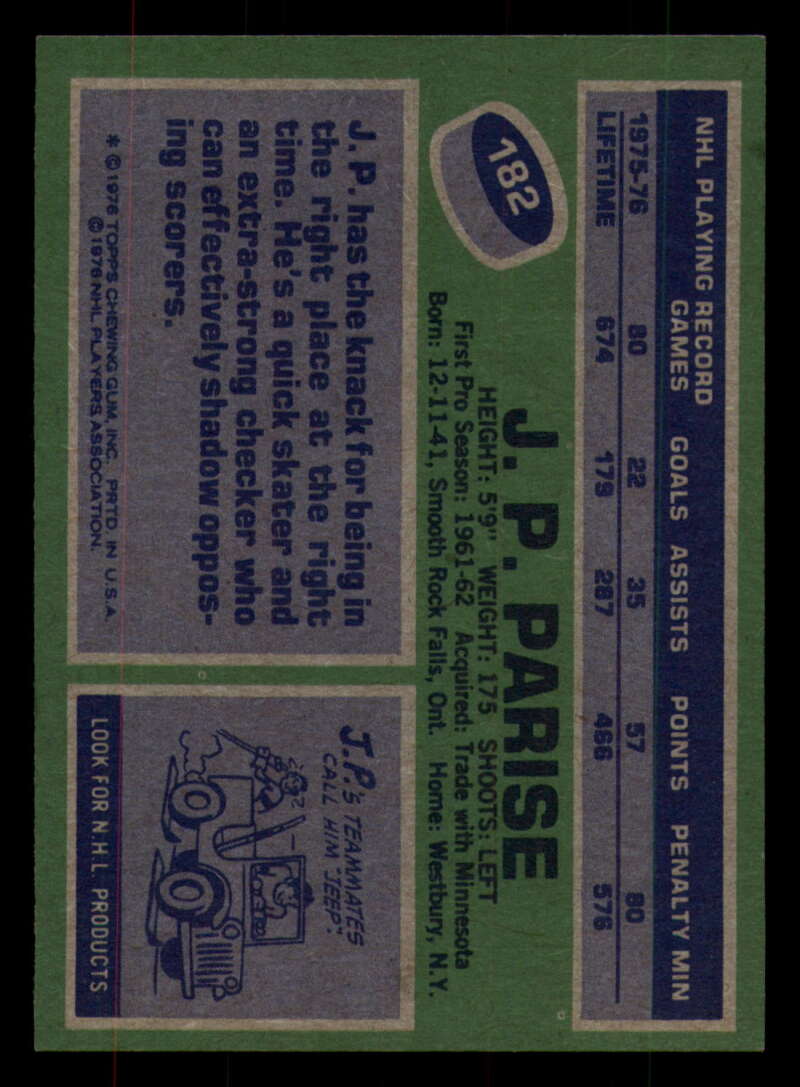 NHL PLAYING RECORD
GAMES GOALS ASSISTS POINTS PENALTY MIN
1975-76 80 22 35 57 80
LIFETIME 674 179 287 466 576
182
J. P. PARISE
HEIGHT: 5'9" WEIGHT: 175 SHOOTS: LEFT
First Pro Season: 1961-62 Acquired: Trade with Minnesota
Born: 12-11-41, Smooth Rock Falls, Ont. Home: Westbury, N.Y.
J. P. has the knack for being in
the right place at the right
time. He's a quick skater and
an extra-strong checker who
can effectively shadow oppos-
ing scorers.
* © 1976 TOPPS CHEWING GUM, INC. PRTD. IN U.S.A.
© 1976 NHL PLAYERS ASSOCIATION.
J.P.'S TEAMMATES
CALL HIM "JEEP".
LOOK FOR N.H.L. PRODUCTS